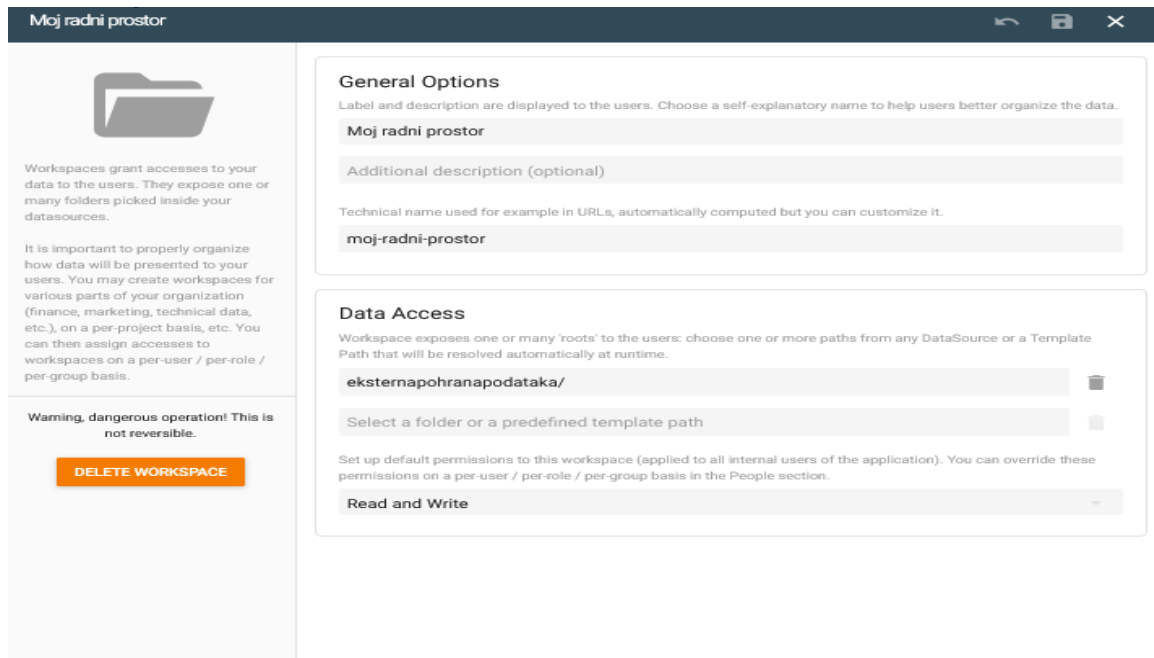 Moj radni prostor
Workspaces grant accesses to your
data to the users. They expose one or
many folders picked inside your
datasources.
It is important to properly organize
how data will be presented to your
users. You may create workspaces for
various parts of your organization
(finance, marketing, technical data,
etc.), on a per-project basis, etc. You
can then assign accesses to
workspaces on a per-user / per-role /
per-group basis.
Warning, dangerous operation! This is
not reversible.
DELETE WORKSPACE
General Options
Label and description are displayed to the users. Choose a self-explanatory name to help users better organize the data.
Moj radni prostor
Additional description (optional)
Technical name used for example in URLs, automatically computed but you can customize it.
moj-radni-prostor
Data Access
Workspace exposes one or many 'roots' to the users: choose one or more paths from any DataSource or a Template
Path that will be resolved automatically at runtime.
eksternapohranapodataka/
Select a folder or a predefined template path
Set up default permissions to this workspace (applied to all internal users of the application). You can override these
permissions on a per-user / per-role / per-group basis in the People section.
Read and Write